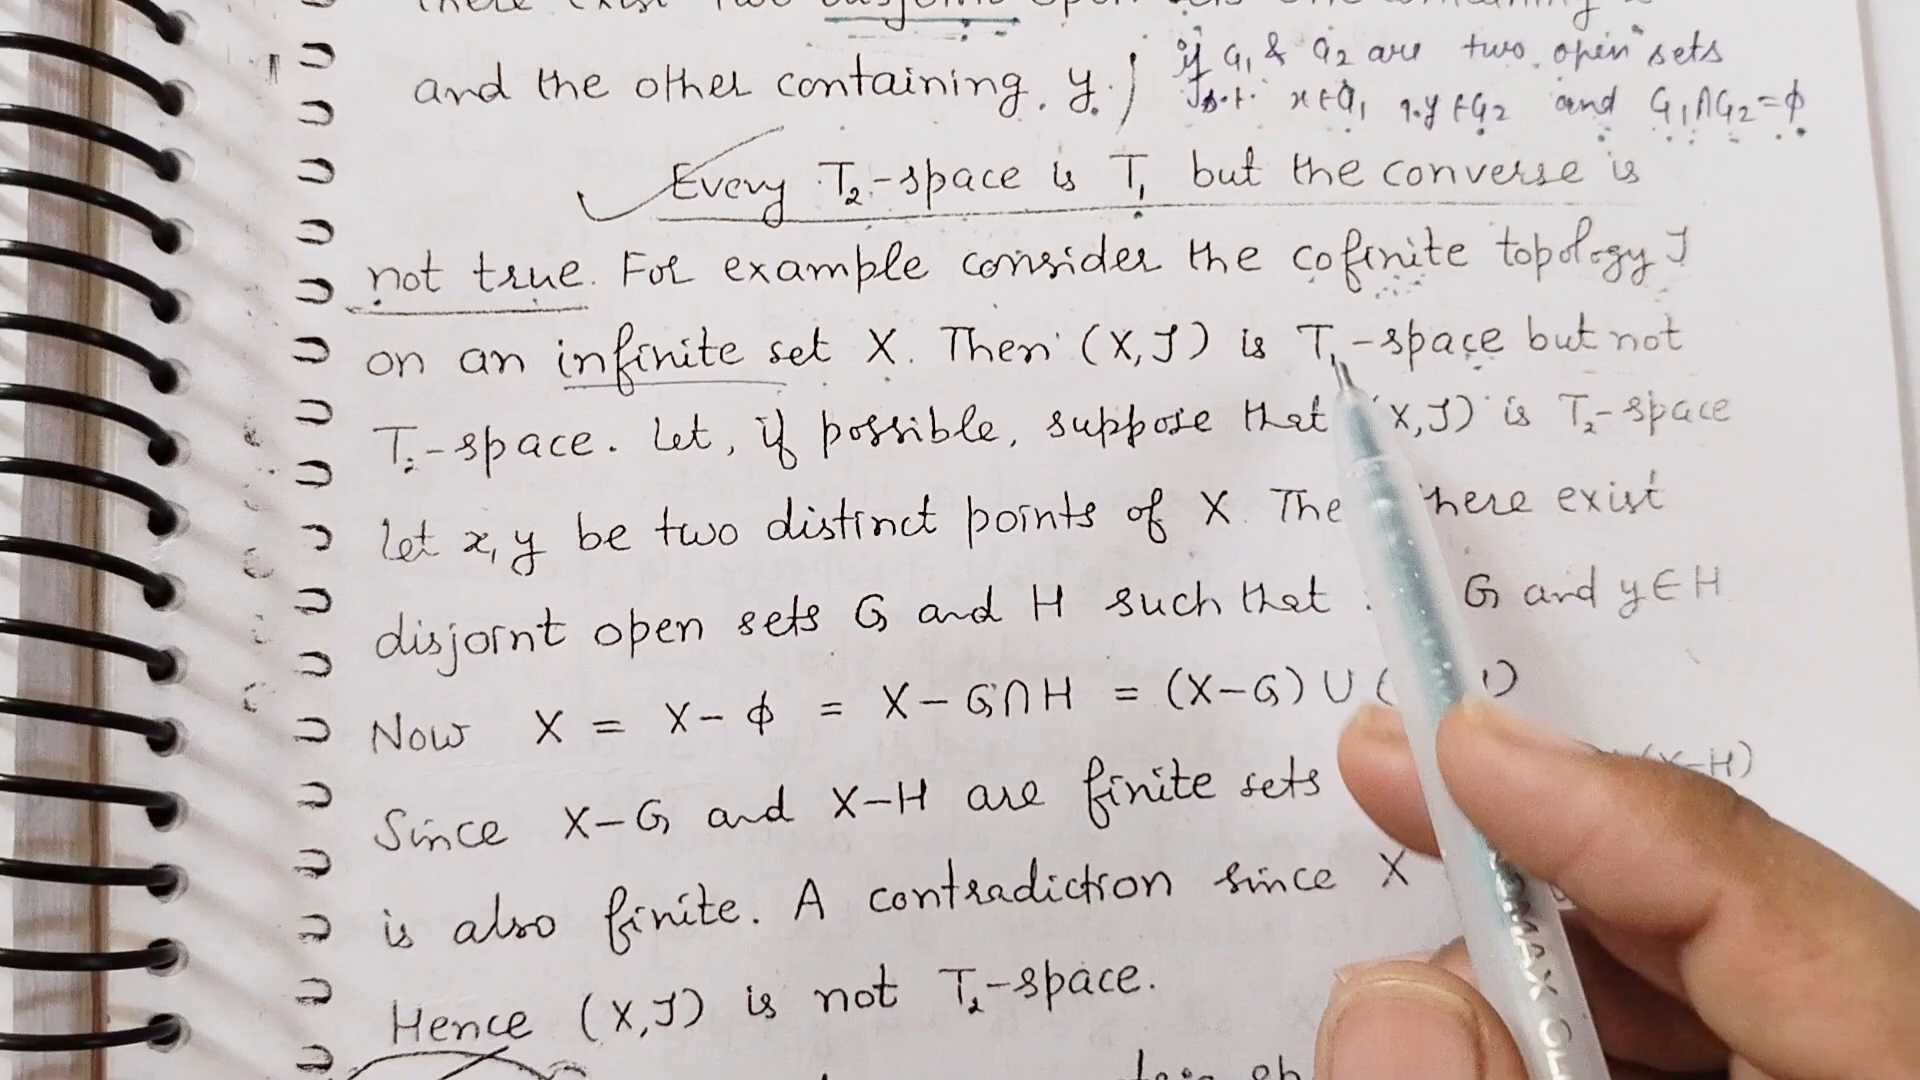 and the other containing y.
if G₁ & G₂ are two open sets
s.t. x∈G₁ & y∈G₂ and G₁∩G₂=ϕ
Every T₂-space is T₁ but the converse is
not true. For example consider the cofinite topology J
on an infinite set X. Then (X,J) is T₁-space but not
T₂-space. Let, if possible, suppose that (X,J) is T₂-space
Let x, y be two distinct points of X. The here exist
disjoint open sets G and H such that G and y∈H
Now X = X-ϕ = X-G∩H = (X-G)∪(
Since X-G and X-H are finite sets (X-H)
is also finite. A contradiction since X
Hence (X,J) is not T₂-space.